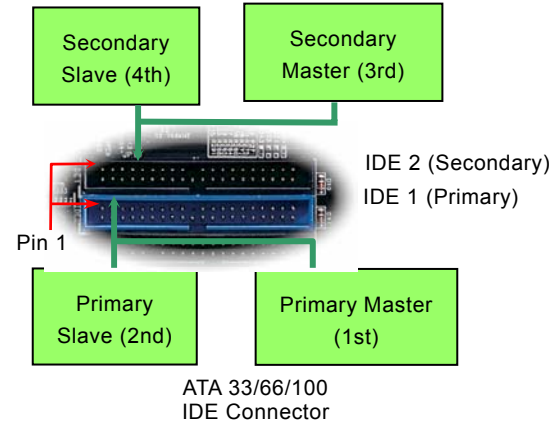 Secondary
Slave (4th)
Secondary
Master (3rd)
IDE 2 (Secondary)
IDE 1 (Primary)
Pin 1
Primary
Slave (2nd)
Primary Master
(1st)
ATA 33/66/100
IDE Connector